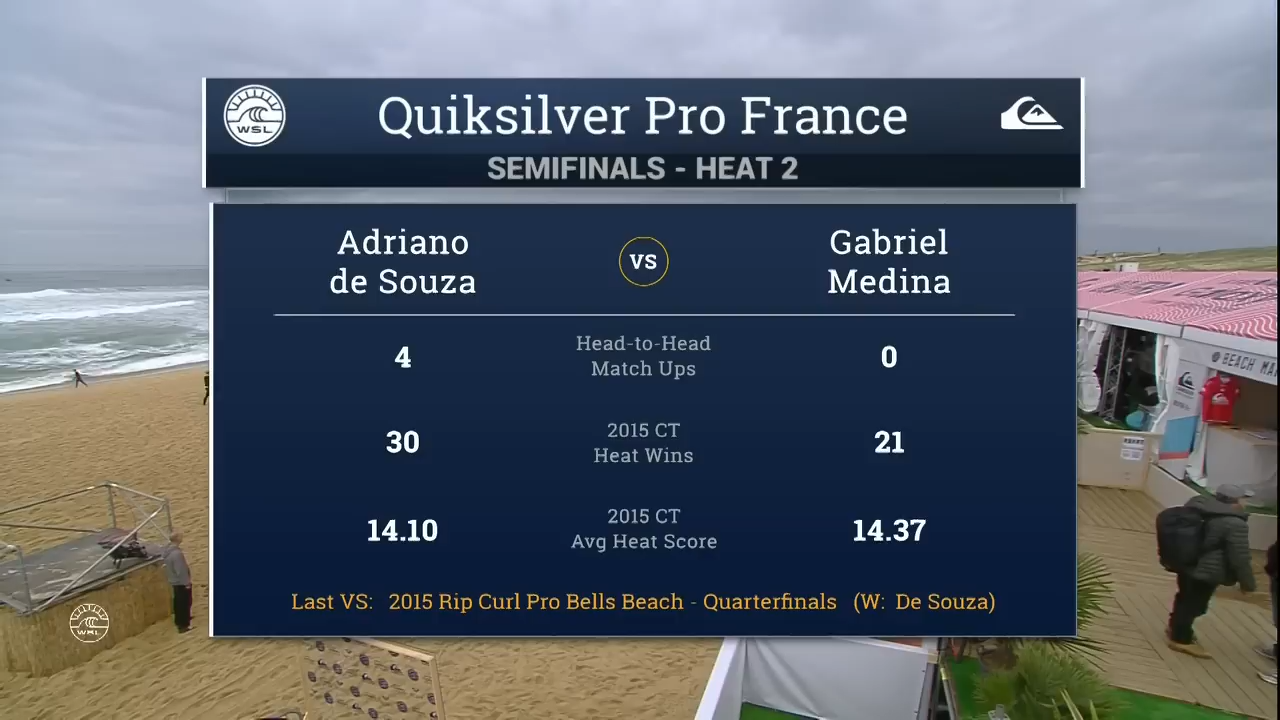 WSL
Quiksilver Pro France
SEMIFINALS - HEAT 2
Adriano
de Souza
VS
Gabriel
Medina
4
Head-to-Head
Match Ups
0
30
2015 CT
Heat Wins
21
14.10
2015 CT
Avg Heat Score
14.37
Last VS: 2015 Rip Curl Pro Bells Beach - Quarterfinals (W: De Souza)
WSL
BEACH